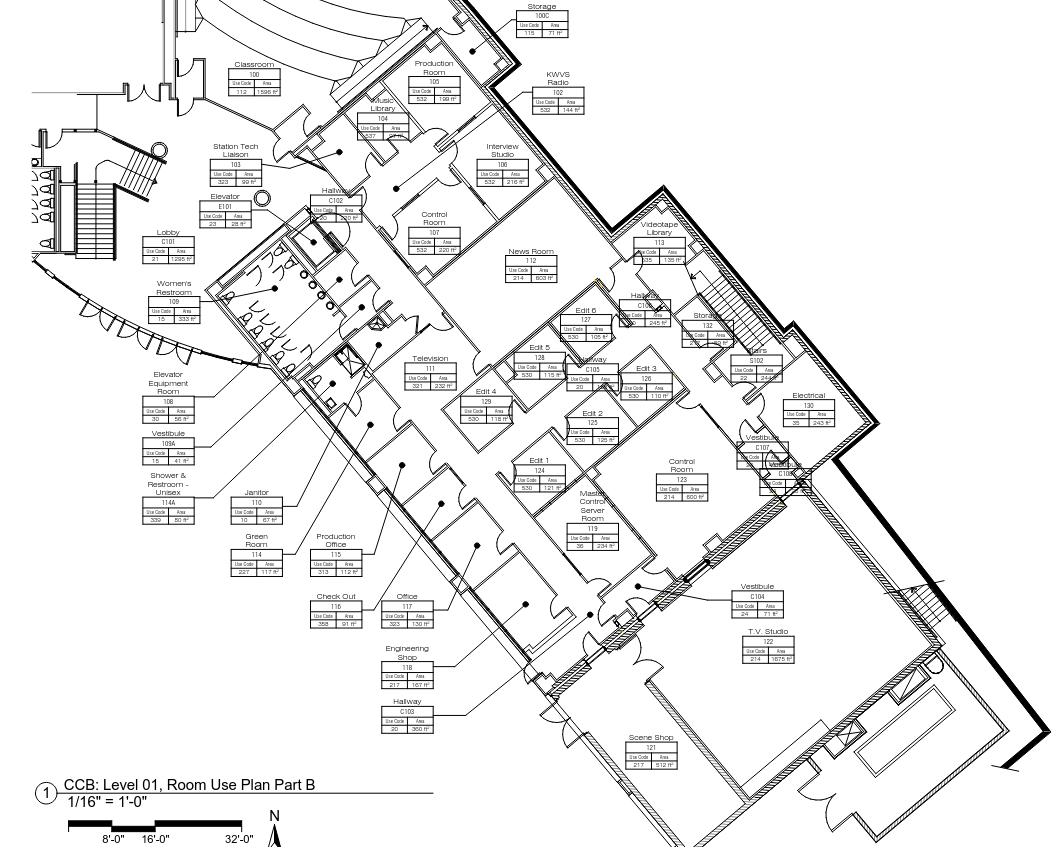 Storage
100C
Use Code Area
115 71 ft²
Classroom
100
Use Code Area
112 1596 ft²
Production
Room
105
Use Code Area
532 199 ft²
KWVS
Radio
102
Use Code Area
532 144 ft²
Music
Library
104
Use Code Area
537
Station Tech
Liaison
103
Use Code Area
323 99 ft²
Interview
Studio
106
Use Code Area
532 216 ft²
Hallway
C102
Use Code Area
20 220 ft²
Elevator
E101
Use Code Area
23 28 ft²
Control
Room
107
Use Code Area
532 220 ft²
Lobby
C101
Use Code Area
21 1295 ft²
Videotape
Library
113
Use Code Area
535 135 ft²
News Room
112
Use Code Area
214 603 ft²
Women's
Restroom
109
Use Code Area
15 333 ft²
Hallway
Use Code Area
245 ft²
Edit 6
127
Use Code Area
530 105 ft²
Storage
132
Use Code Area
Edit 5
128
Use Code Area
530 115 ft²
Hallway
C105
Use Code Area
20
Stairs
S102
Use Code Area
22
Television
111
Use Code Area
321 232 ft²
Edit 3
126
Use Code Area
530 110 ft²
Elevator
Equipment
Room
108
Use Code Area
30 56 ft²
Edit 4
129
Use Code Area
530 118 ft²
Electrical
130
Use Code Area
35 243 ft²
Edit 2
125
Use Code Area
530 125 ft²
Vestibule
109A
Use Code Area
15 41 ft²
Vestibule
C107
Use Code Area
Edit 1
124
Use Code Area
530 121 ft²
Control
Room
123
Use Code Area
214 600 ft²
Shower &
Restroom -
Unisex
114A
Use Code Area
339 50 ft²
Janitor
110
Use Code Area
10 67 ft²
Master
Control
Server
Room
119
Use Code Area
36 234 ft²
Green
Room
114
Use Code Area
227 117 ft²
Production
Office
115
Use Code Area
313 112 ft²
Check Out
116
Use Code Area
358 91 ft²
Office
117
Use Code Area
323 130 ft²
Vestibule
C104
Use Code Area
24 71 ft²
T.V. Studio
122
Use Code Area
214 1675 ft²
Engineering
Shop
118
Use Code Area
217 167 ft²
Hallway
C103
Use Code Area
20 360 ft²
Scene Shop
121
Use Code Area
217 512 ft²
1 CCB: Level 01, Room Use Plan Part B
1/16" = 1'-0"
N
8'-0" 16'-0" 32'-0"